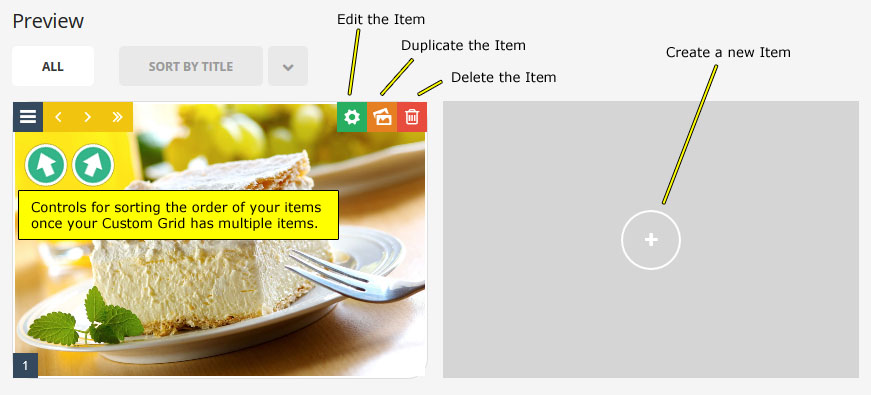 Preview
Edit the Item
Duplicate the Item
Delete the Item
Create a new Item
ALL
SORT BY TITLE
Controls for sorting the order of your items
once your Custom Grid has multiple items.
1